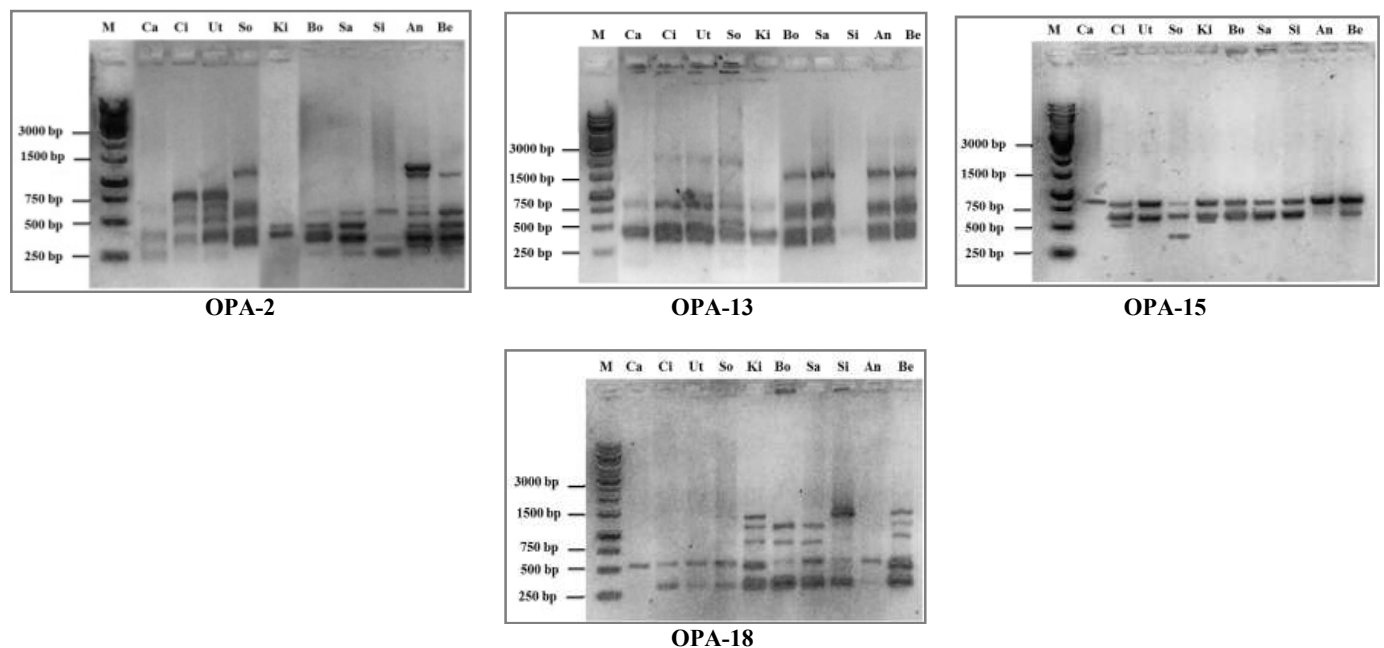 M Ca Ci Ut So Ki Bo Sa Si An Be
3000 bp
1500 bp
750 bp
500 bp
250 bp
OPA-2
M Ca Ci Ut So Ki Bo Sa Si An Be
3000 bp
1500 bp
750 bp
500 bp
250 bp
OPA-13
M Ca Ci Ut So Ki Bo Sa Si An Be
3000 bp
1500 bp
750 bp
500 bp
250 bp
OPA-15
M Ca Ci Ut So Ki Bo Sa Si An Be
3000 bp
1500 bp
750 bp
500 bp
250 bp
OPA-18